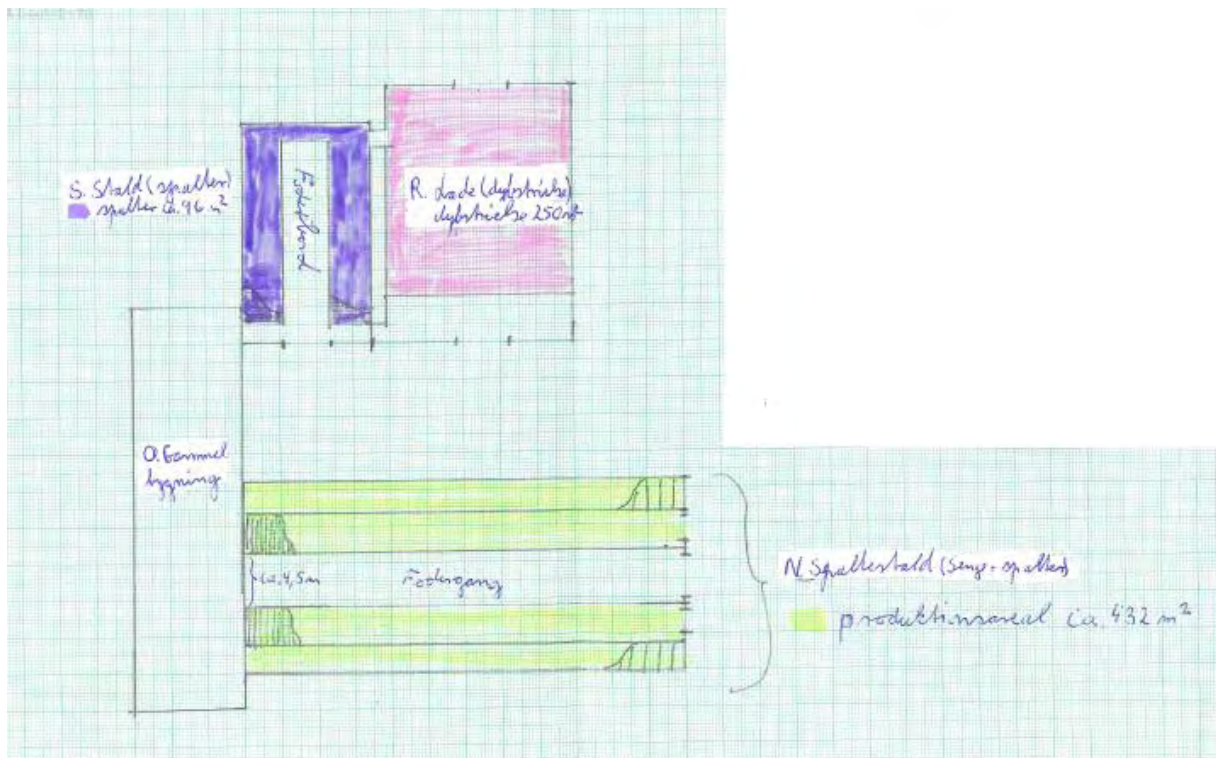 S. Stald (spalter)
spalter ca. 96 m²
Foderbord
R. Lade (dybstrøelse)
dybstrøelse 250 m²
O. Gammel
bygning
ca. 4,5 m
Fodergang
N. Spaltestald (Senge + spalter)
produktionsareal ca. 432 m²